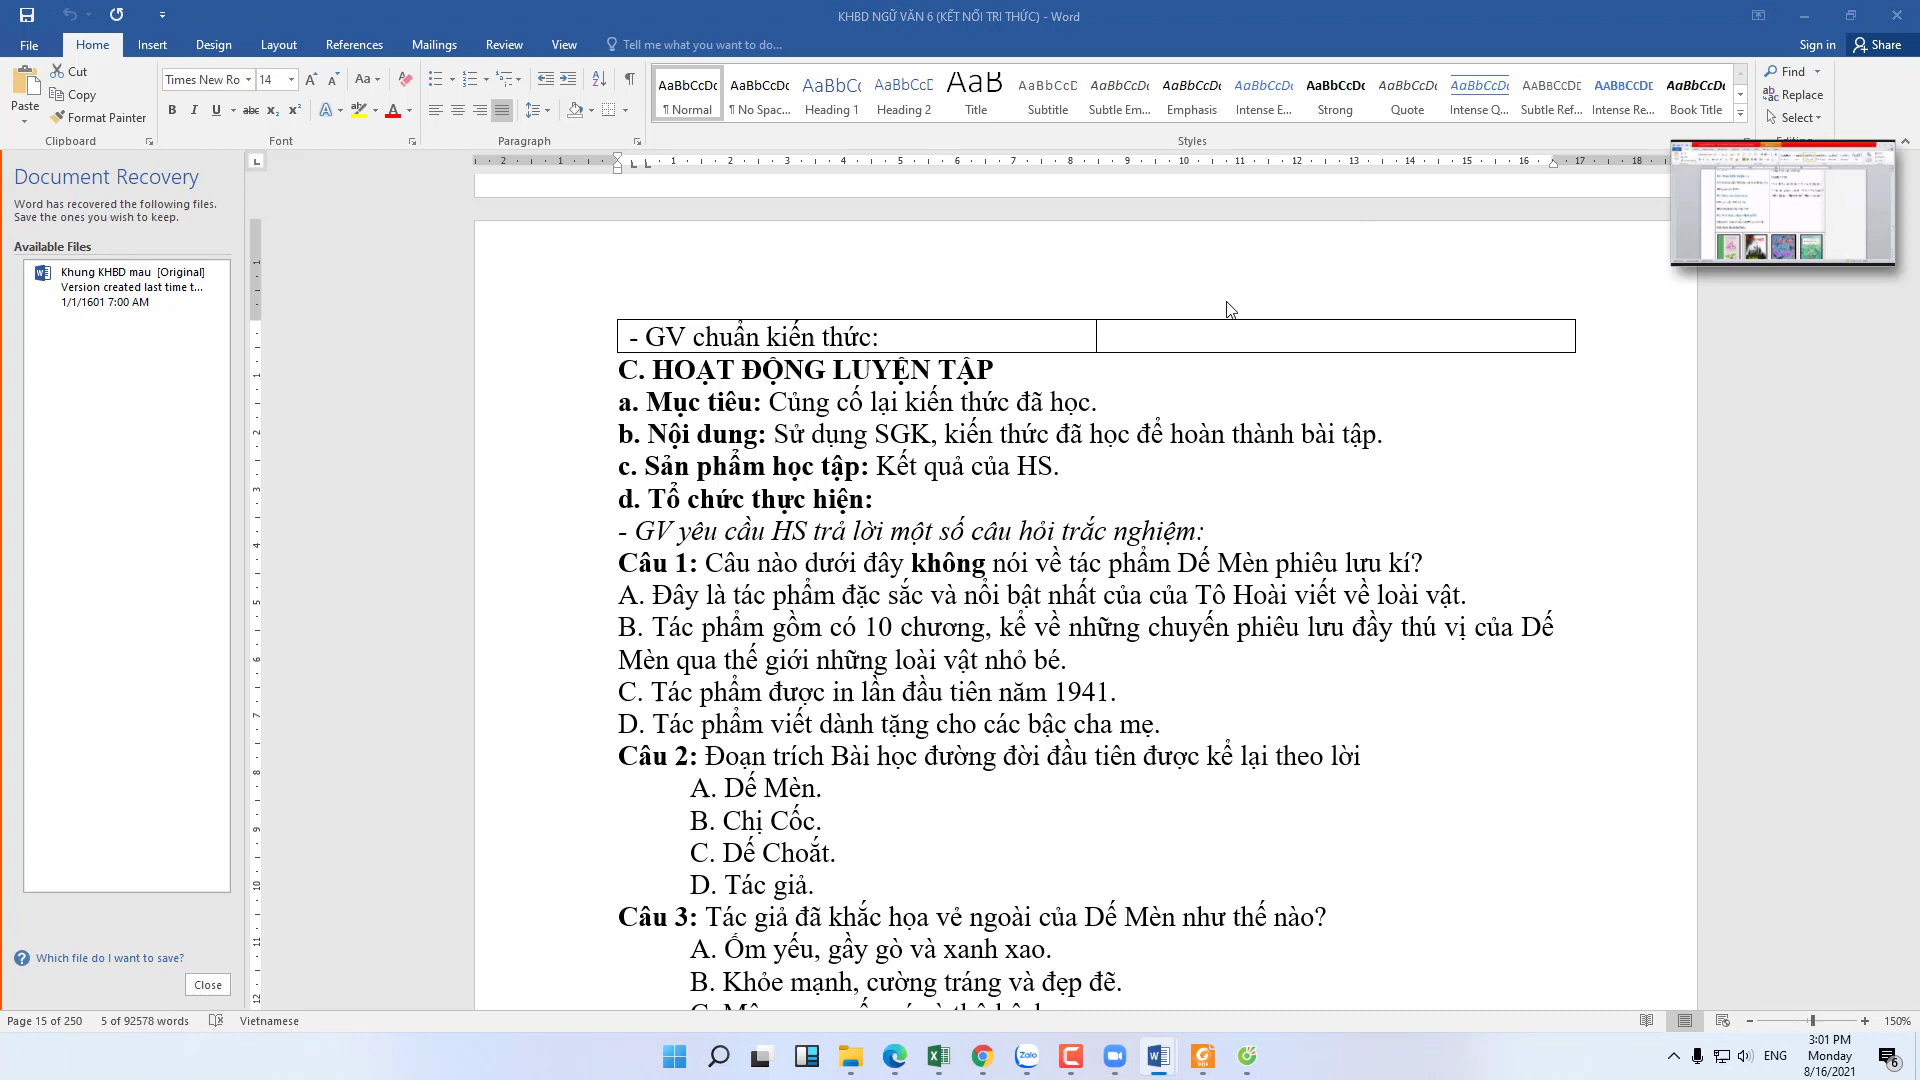 KHBD NGỮ VĂN 6 (KẾT NỐI TRI THỨC) - Word
File Home Insert Design Layout References Mailings Review View Tell me what you want to do... Sign in Share
Paste
Cut
Copy
Format Painter
Times New Ro 14
AaBbCcDc AaBbCcDc AaBbCc AaBbCcD AaB AaBbCcD AaBbCcDc AaBbCcDc AaBbCcDc AaBbCcDc AaBbCcDc AaBbCcDc AABBCCDD AABBCCDD AaBbCcDc
¶ Normal ¶ No Spac... Heading 1 Heading 2 Title Subtitle Subtle Em... Emphasis Intense E... Strong Quote Intense Q... Subtle Ref... Intense Re... Book Title
Find
Replace
Select
Clipboard Font Paragraph Styles
Document Recovery
Word has recovered the following files.
Save the ones you wish to keep.
Available Files
Khung KHBD mau [Original]
Version created last time t...
1/1/1601 7:00 AM
Which file do I want to save?
Close
- GV chuẩn kiến thức:
C. HOẠT ĐỘNG LUYỆN TẬP
a. Mục tiêu: Củng cố lại kiến thức đã học.
b. Nội dung: Sử dụng SGK, kiến thức đã học để hoàn thành bài tập.
c. Sản phẩm học tập: Kết quả của HS.
d. Tổ chức thực hiện:
- GV yêu cầu HS trả lời một số câu hỏi trắc nghiệm:
Câu 1: Câu nào dưới đây không nói về tác phẩm Dế Mèn phiêu lưu kí?
A. Đây là tác phẩm đặc sắc và nổi bật nhất của của Tô Hoài viết về loài vật.
B. Tác phẩm gồm có 10 chương, kể về những chuyến phiêu lưu đầy thú vị của Dế
Mèn qua thế giới những loài vật nhỏ bé.
C. Tác phẩm được in lần đầu tiên năm 1941.
D. Tác phẩm viết dành tặng cho các bậc cha mẹ.
Câu 2: Đoạn trích Bài học đường đời đầu tiên được kể lại theo lời
A. Dế Mèn.
B. Chị Cốc.
C. Dế Choắt.
D. Tác giả.
Câu 3: Tác giả đã khắc họa vẻ ngoài của Dế Mèn như thế nào?
A. Ốm yếu, gầy gò và xanh xao.
B. Khỏe mạnh, cường tráng và đẹp đẽ.
Page 15 of 250 5 of 92578 words Vietnamese 150%
ENG
3:01 PM
Monday
8/16/2021
6